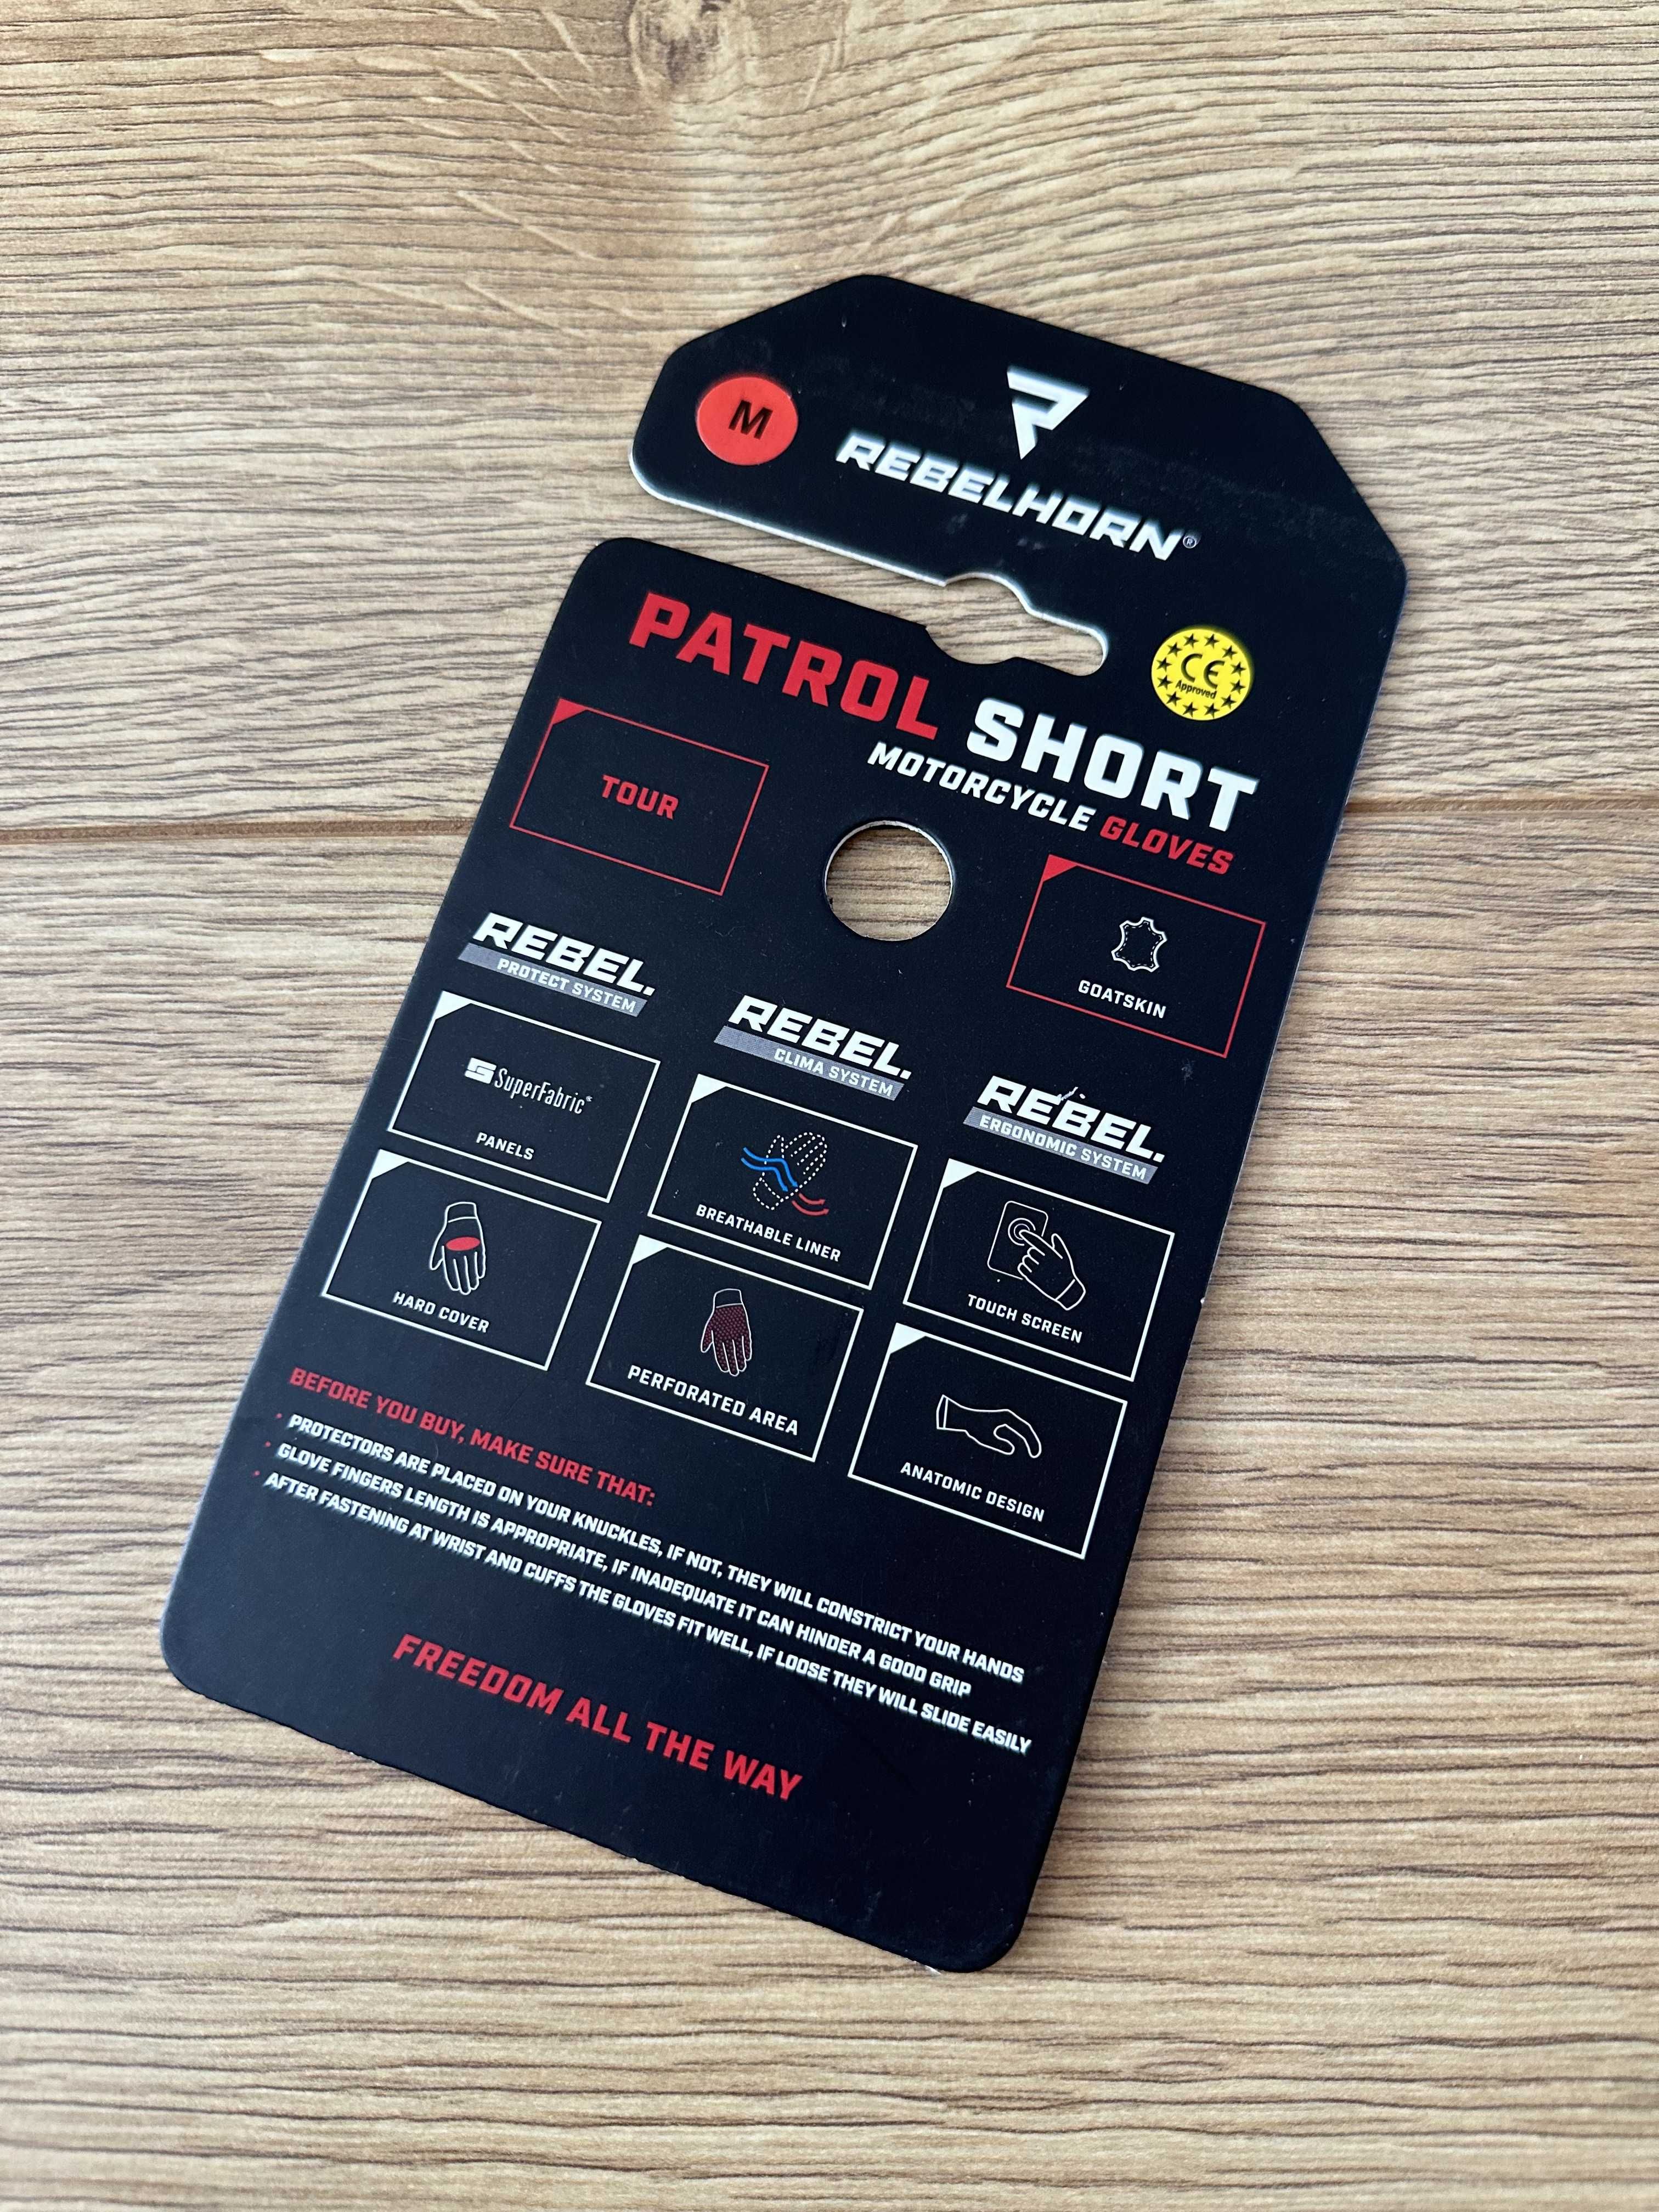 M
REBELHORN®
CE
Approved
PATROL SHORT
MOTORCYCLE GLOVES
TOUR
GOATSKIN
REBEL.
PROTECT SYSTEM
SuperFabric®
PANELS
HARD COVER
REBEL.
CLIMA SYSTEM
BREATHABLE LINER
PERFORATED AREA
REBEL.
ERGONOMIC SYSTEM
TOUCH SCREEN
ANATOMIC DESIGN
BEFORE YOU BUY, MAKE SURE THAT:
• PROTECTORS ARE PLACED ON YOUR KNUCKLES, IF NOT, THEY WILL CONSTRICT YOUR HANDS
• GLOVE FINGERS LENGTH IS APPROPRIATE, IF INADEQUATE IT CAN HINDER A GOOD GRIP
• AFTER FASTENING AT WRIST AND CUFFS THE GLOVES FIT WELL, IF LOOSE THEY WILL SLIDE EASILY
FREEDOM ALL THE WAY